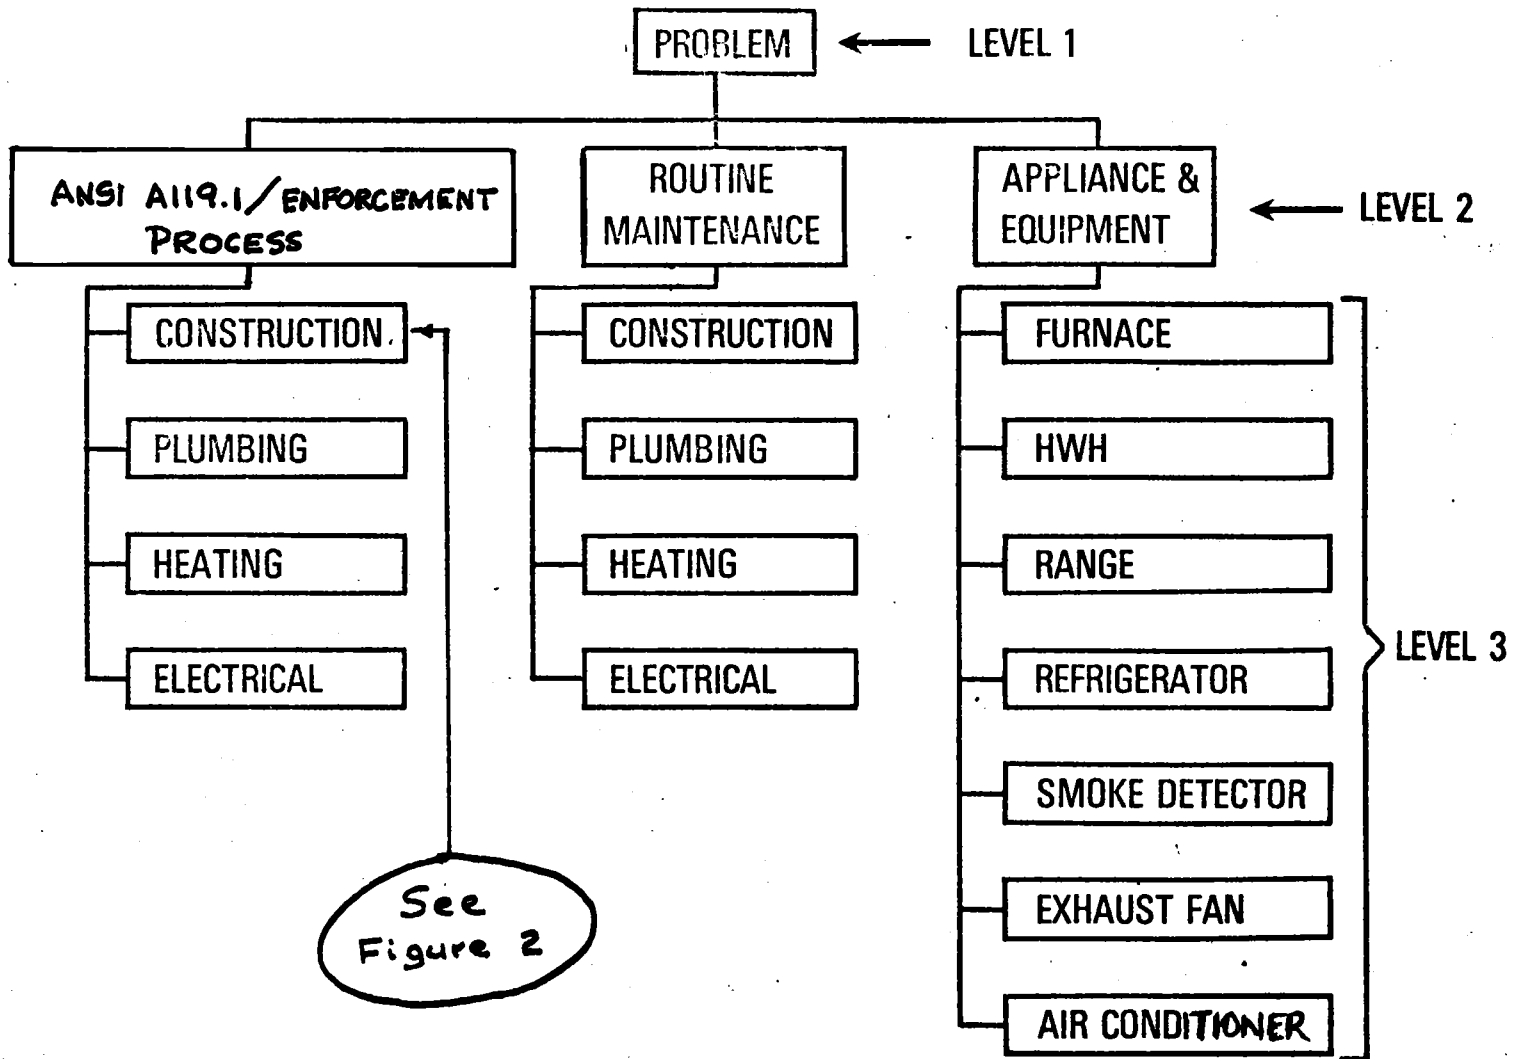 PROBLEM
LEVEL 1
ANSI A119.1/ENFORCEMENT
PROCESS
ROUTINE
MAINTENANCE
APPLIANCE &
EQUIPMENT
LEVEL 2
CONSTRUCTION
PLUMBING
HEATING
ELECTRICAL
See
Figure 2
CONSTRUCTION
PLUMBING
HEATING
ELECTRICAL
FURNACE
HWH
RANGE
REFRIGERATOR
SMOKE DETECTOR
EXHAUST FAN
AIR CONDITIONER
LEVEL 3